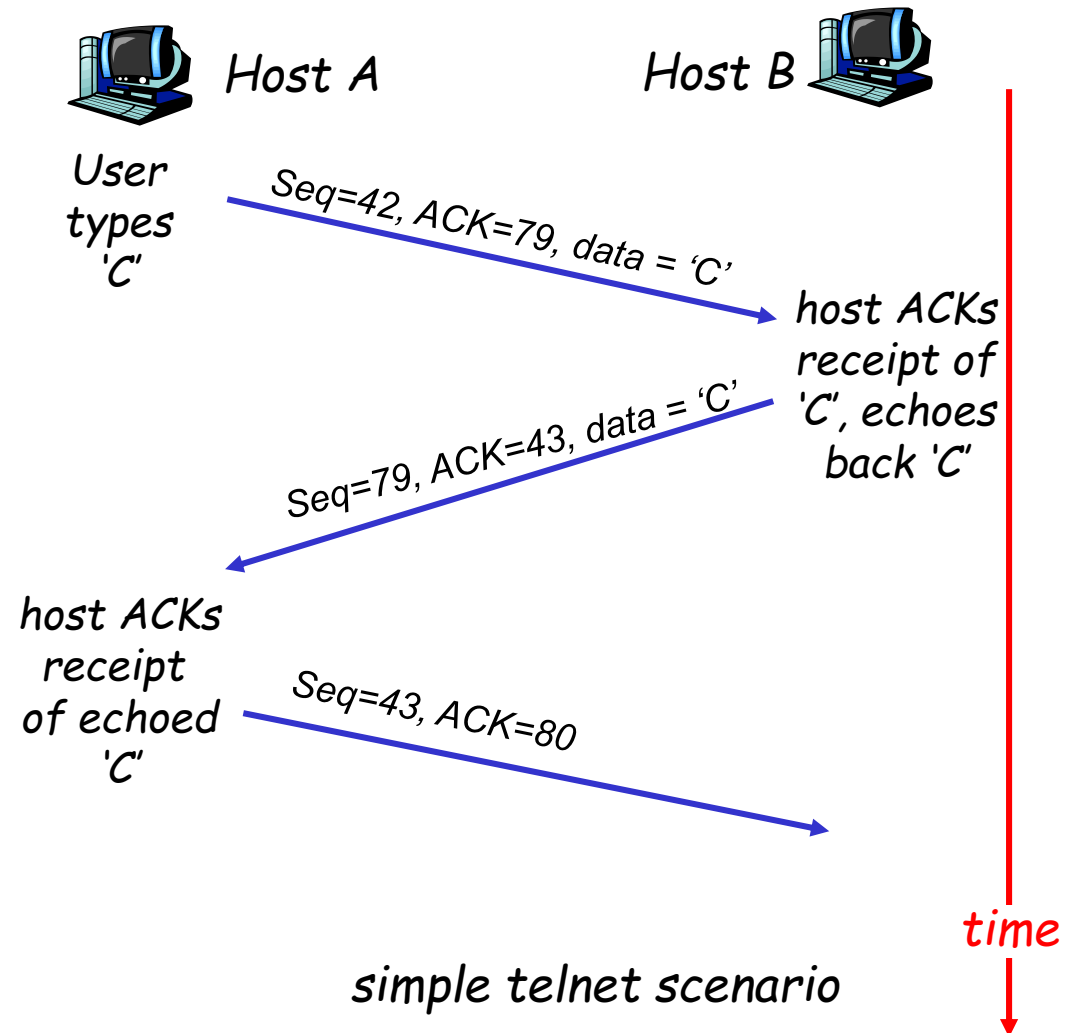 Host A
Host B
User
types
‘C’
Seq=42, ACK=79, data = ‘C’
host ACKs
receipt of
‘C’, echoes
back ‘C’
Seq=79, ACK=43, data = ‘C’
host ACKs
receipt
of echoed
‘C’
Seq=43, ACK=80
time
simple telnet scenario